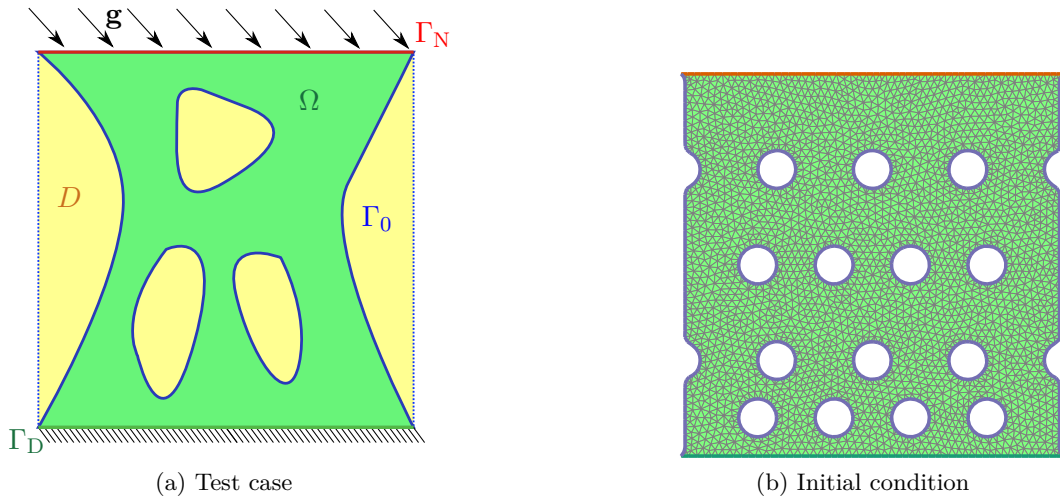 g
Γ_N
Ω
D
Γ_0
Γ_D
(a) Test case
(b) Initial condition